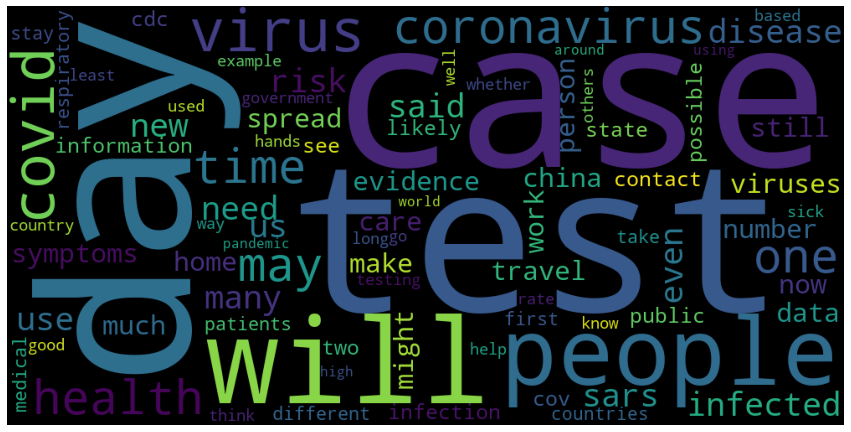 stay
cdc
virus
coronavirus
based
disease
least
respiratory
example
day
case
covid
risk
around
using
well
whether
others
used
government
said
person
possible
new
spread
hands
see
likely
state
still
information
time
evidence
china
contact
viruses
test
world
need
us
care
work
take
sick
number
one
country
way
pandemic
long
go
symptoms
home
may
make
testing
travel
even
now
many
rate
use
much
patients
will
two
might
first
know
public
data
people
good
medical
help
high
health
think
different
infection
cov
sars
countries
infected